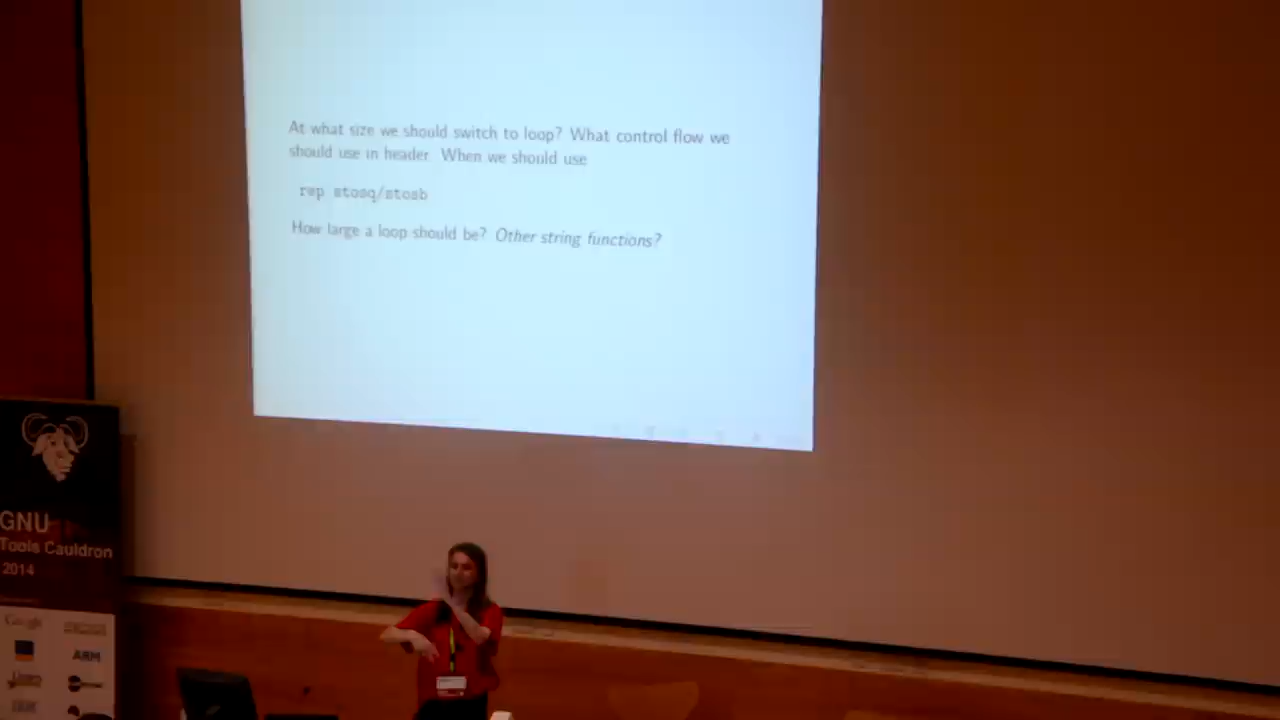 At what size we should switch to loop? What control flow we
should use in header. When we should use
rep stosq/stosb
How large a loop should be? Other string functions?
GNU
Tools Cauldron
2014
Google
ARM